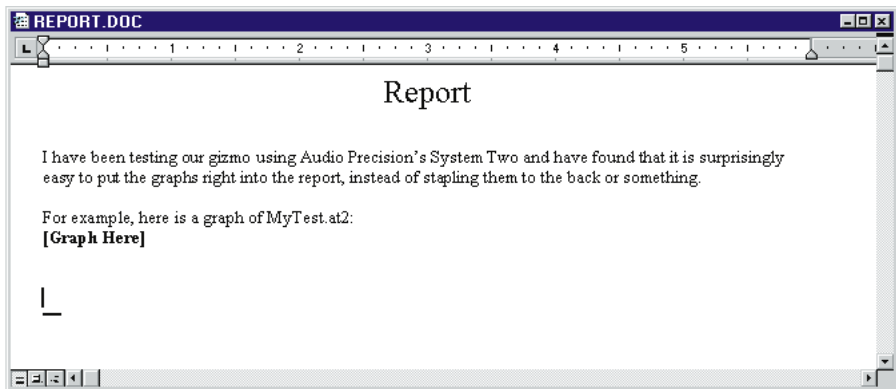 REPORT.DOC
L
1 2 3 4 5
Report
I have been testing our gizmo using Audio Precision’s System Two and have found that it is surprisingly
easy to put the graphs right into the report, instead of stapling them to the back or something.
For example, here is a graph of MyTest.at2:
[Graph Here]